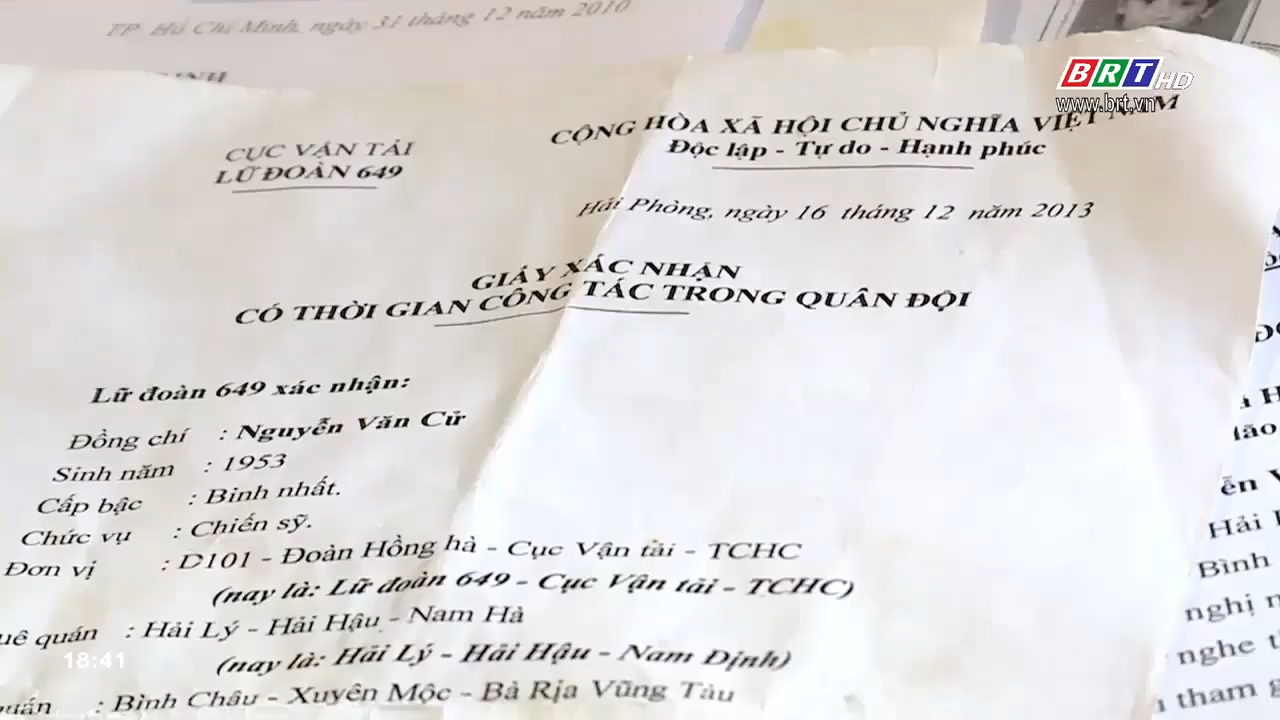 TP. Hồ Chí Minh, ngày 31 tháng 12 năm 2010
BRT HD
www.brt.vn
CỤC VẬN TẢI
LỮ ĐOÀN 649
CỘNG HÒA XÃ HỘI CHỦ NGHĨA VIỆT NAM
Độc lập - Tự do - Hạnh phúc
Hải Phòng, ngày 16 tháng 12 năm 2013
GIẤY XÁC NHẬN
CÓ THỜI GIAN CÔNG TÁC TRONG QUÂN ĐỘI
Lữ đoàn 649 xác nhận:
Đồng chí : Nguyễn Văn Cử
Sinh năm : 1953
Cấp bậc : Binh nhất.
Chức vụ : Chiến sỹ.
Đơn vị : D101 - Đoàn Hồng hà - Cục Vận tải - TCHC
(nay là: Lữ đoàn 649 - Cục Vận tải - TCHC)
uê quán : Hải Lý - Hải Hậu - Nam Hà
(nay là: Hải Lý - Hải Hậu - Nam Định)
quán : Bình Châu - Xuyên Mộc - Bà Rịa Vũng Tàu
18:41
Hải
Bình
nghị
nghe
tham